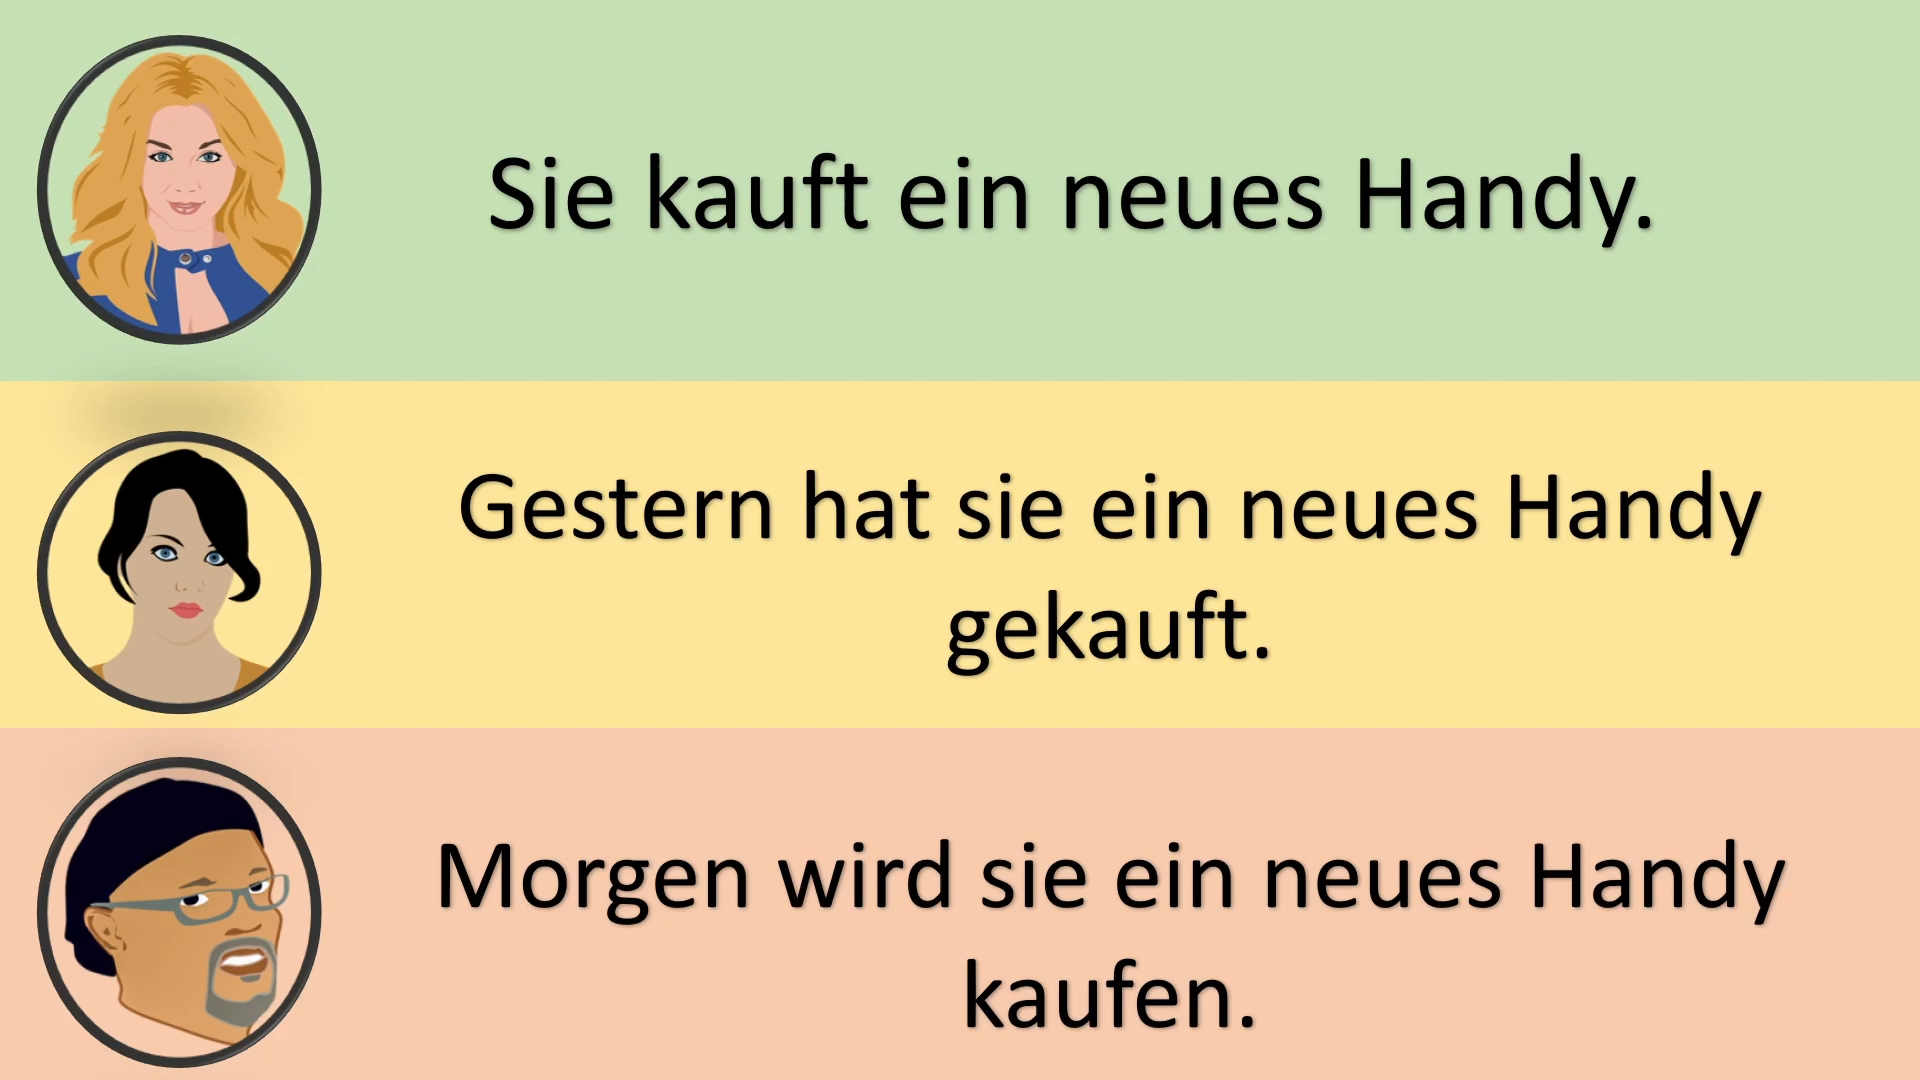 Sie kauft ein neues Handy.
Gestern hat sie ein neues Handy
gekauft.
Morgen wird sie ein neues Handy
kaufen.